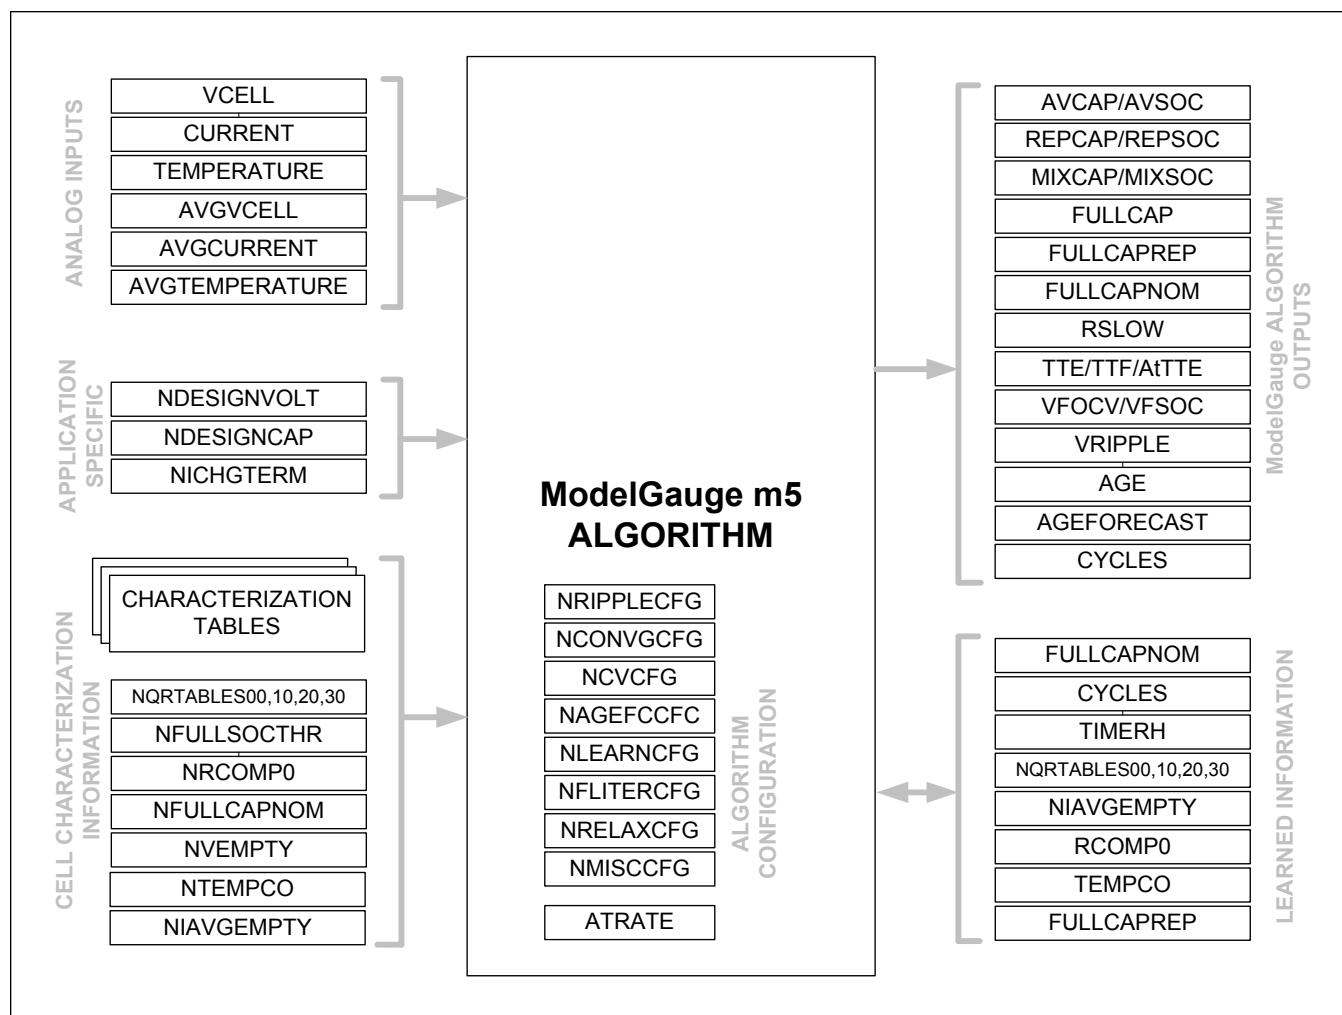 ANALOG INPUTS
VCELL
CURRENT
TEMPERATURE
AVGVCELL
AVGCURRENT
AVGTEMPERATURE
APPLICATION
SPECIFIC
NDESIGNVOLT
NDESIGNCAP
NICHGTERM
CELL CHARACTERIZATION
INFORMATION
CHARACTERIZATION
TABLES
NQRTABLES00,10,20,30
NFULLSOCTHR
NRCOMP0
NFULLCAPNOM
NVEMPTY
NTEMPCO
NIAVGEMPTY
ModelGauge m5
ALGORITHM
NRIPPLECFG
NCONVGCFG
NCVCFG
NAGEFCCFC
NLEARNCFG
NFLITERCFG
NRELAXCFG
NMISCCFG
ATRATE
ALGORITHM
CONFIGURATION
AVCAP/AVSOC
REPCAP/REPSOC
MIXCAP/MIXSOC
FULLCAP
FULLCAPREP
FULLCAPNOM
RSLOW
TTE/TTF/AtTTE
VFOCV/VFSOC
VRIPPLE
AGE
AGEFORECAST
CYCLES
ModelGauge ALGORITHM
OUTPUTS
FULLCAPNOM
CYCLES
TIMERH
NQRTABLES00,10,20,30
NIAVGEMPTY
RCOMP0
TEMPCO
FULLCAPREP
LEARNED INFORMATION